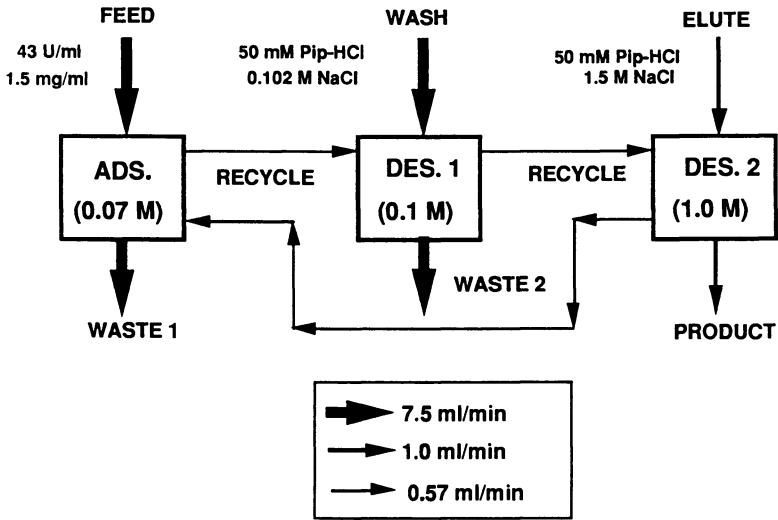 FEED
WASH
ELUTE
43 U/ml
1.5 mg/ml
50 mM Pip-HCl
0.102 M NaCl
50 mM Pip-HCl
1.5 M NaCl
ADS.
(0.07 M)
RECYCLE
DES. 1
(0.1 M)
RECYCLE
DES. 2
(1.0 M)
WASTE 1
WASTE 2
PRODUCT
7.5 ml/min
1.0 ml/min
0.57 ml/min